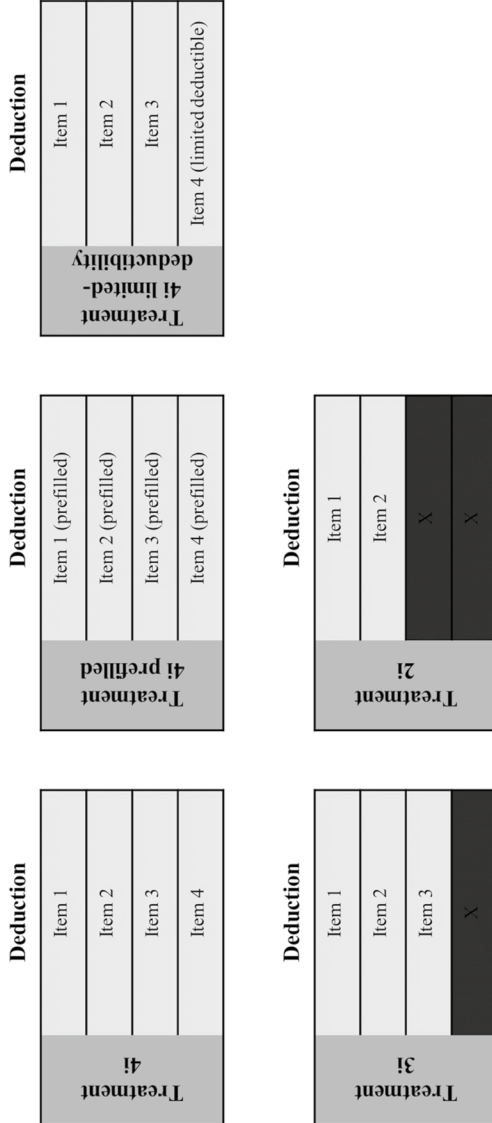 Deduction
Treatment
4i
Item 1
Item 2
Item 3
Item 4
Deduction
Treatment
4i prefilled
Item 1 (prefilled)
Item 2 (prefilled)
Item 3 (prefilled)
Item 4 (prefilled)
Deduction
Treatment
4i limited-
deductibility
Item 1
Item 2
Item 3
Item 4 (limited deductible)
Deduction
Treatment
3i
Item 1
Item 2
Item 3
X
Deduction
Treatment
2i
Item 1
Item 2
X
X